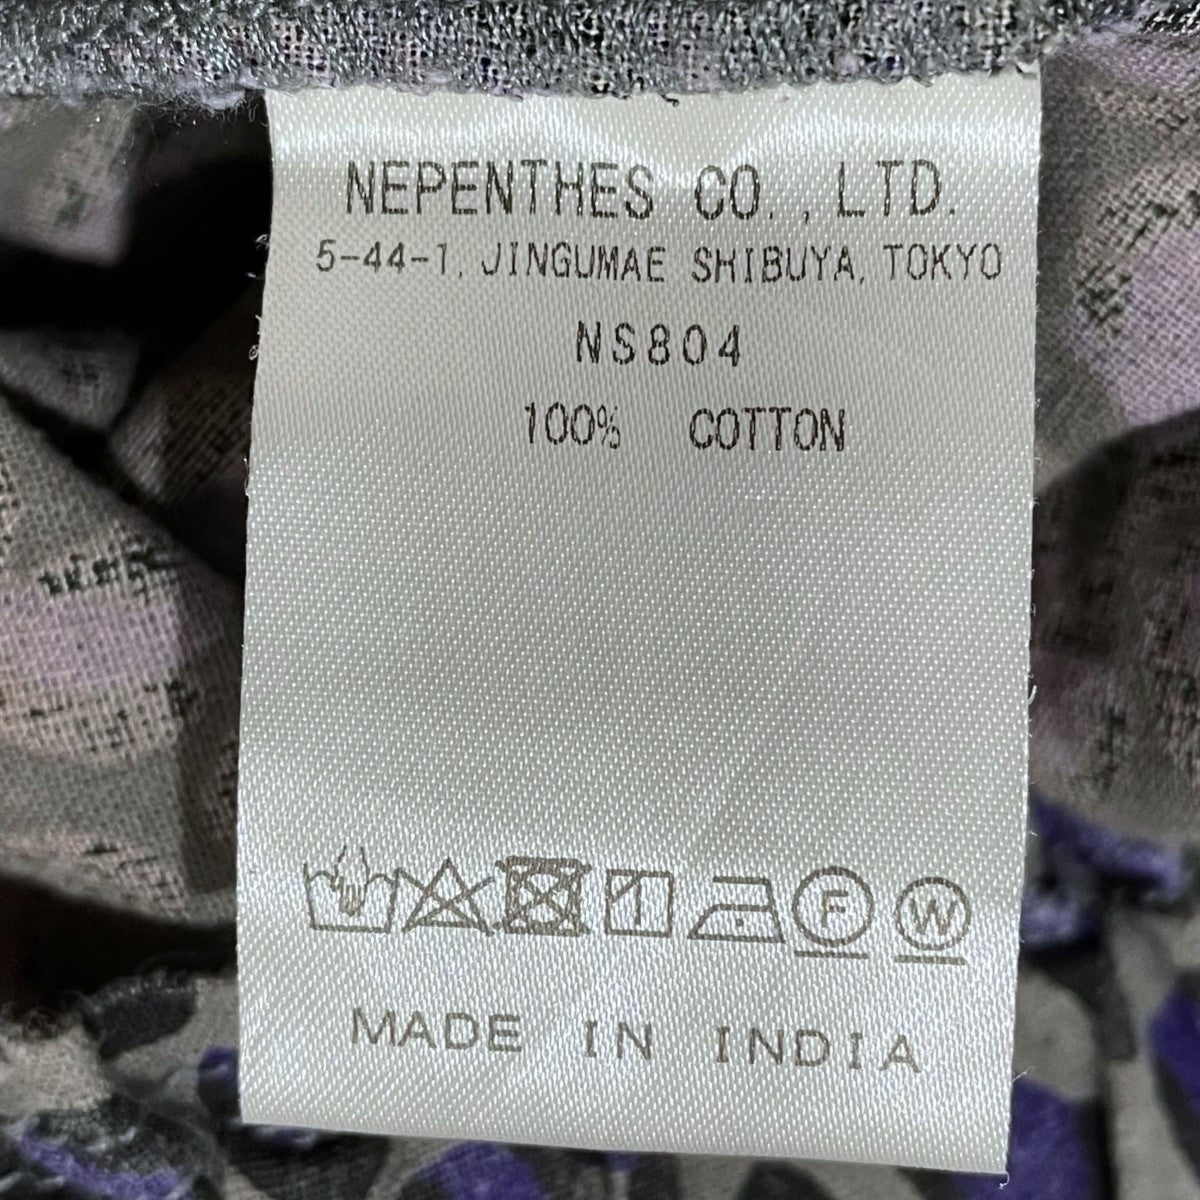 NEPENTHES CO., LTD.
5-44-1, JINGUMAE SHIBUYA, TOKYO
NS804
100% COTTON
F W
MADE IN INDIA